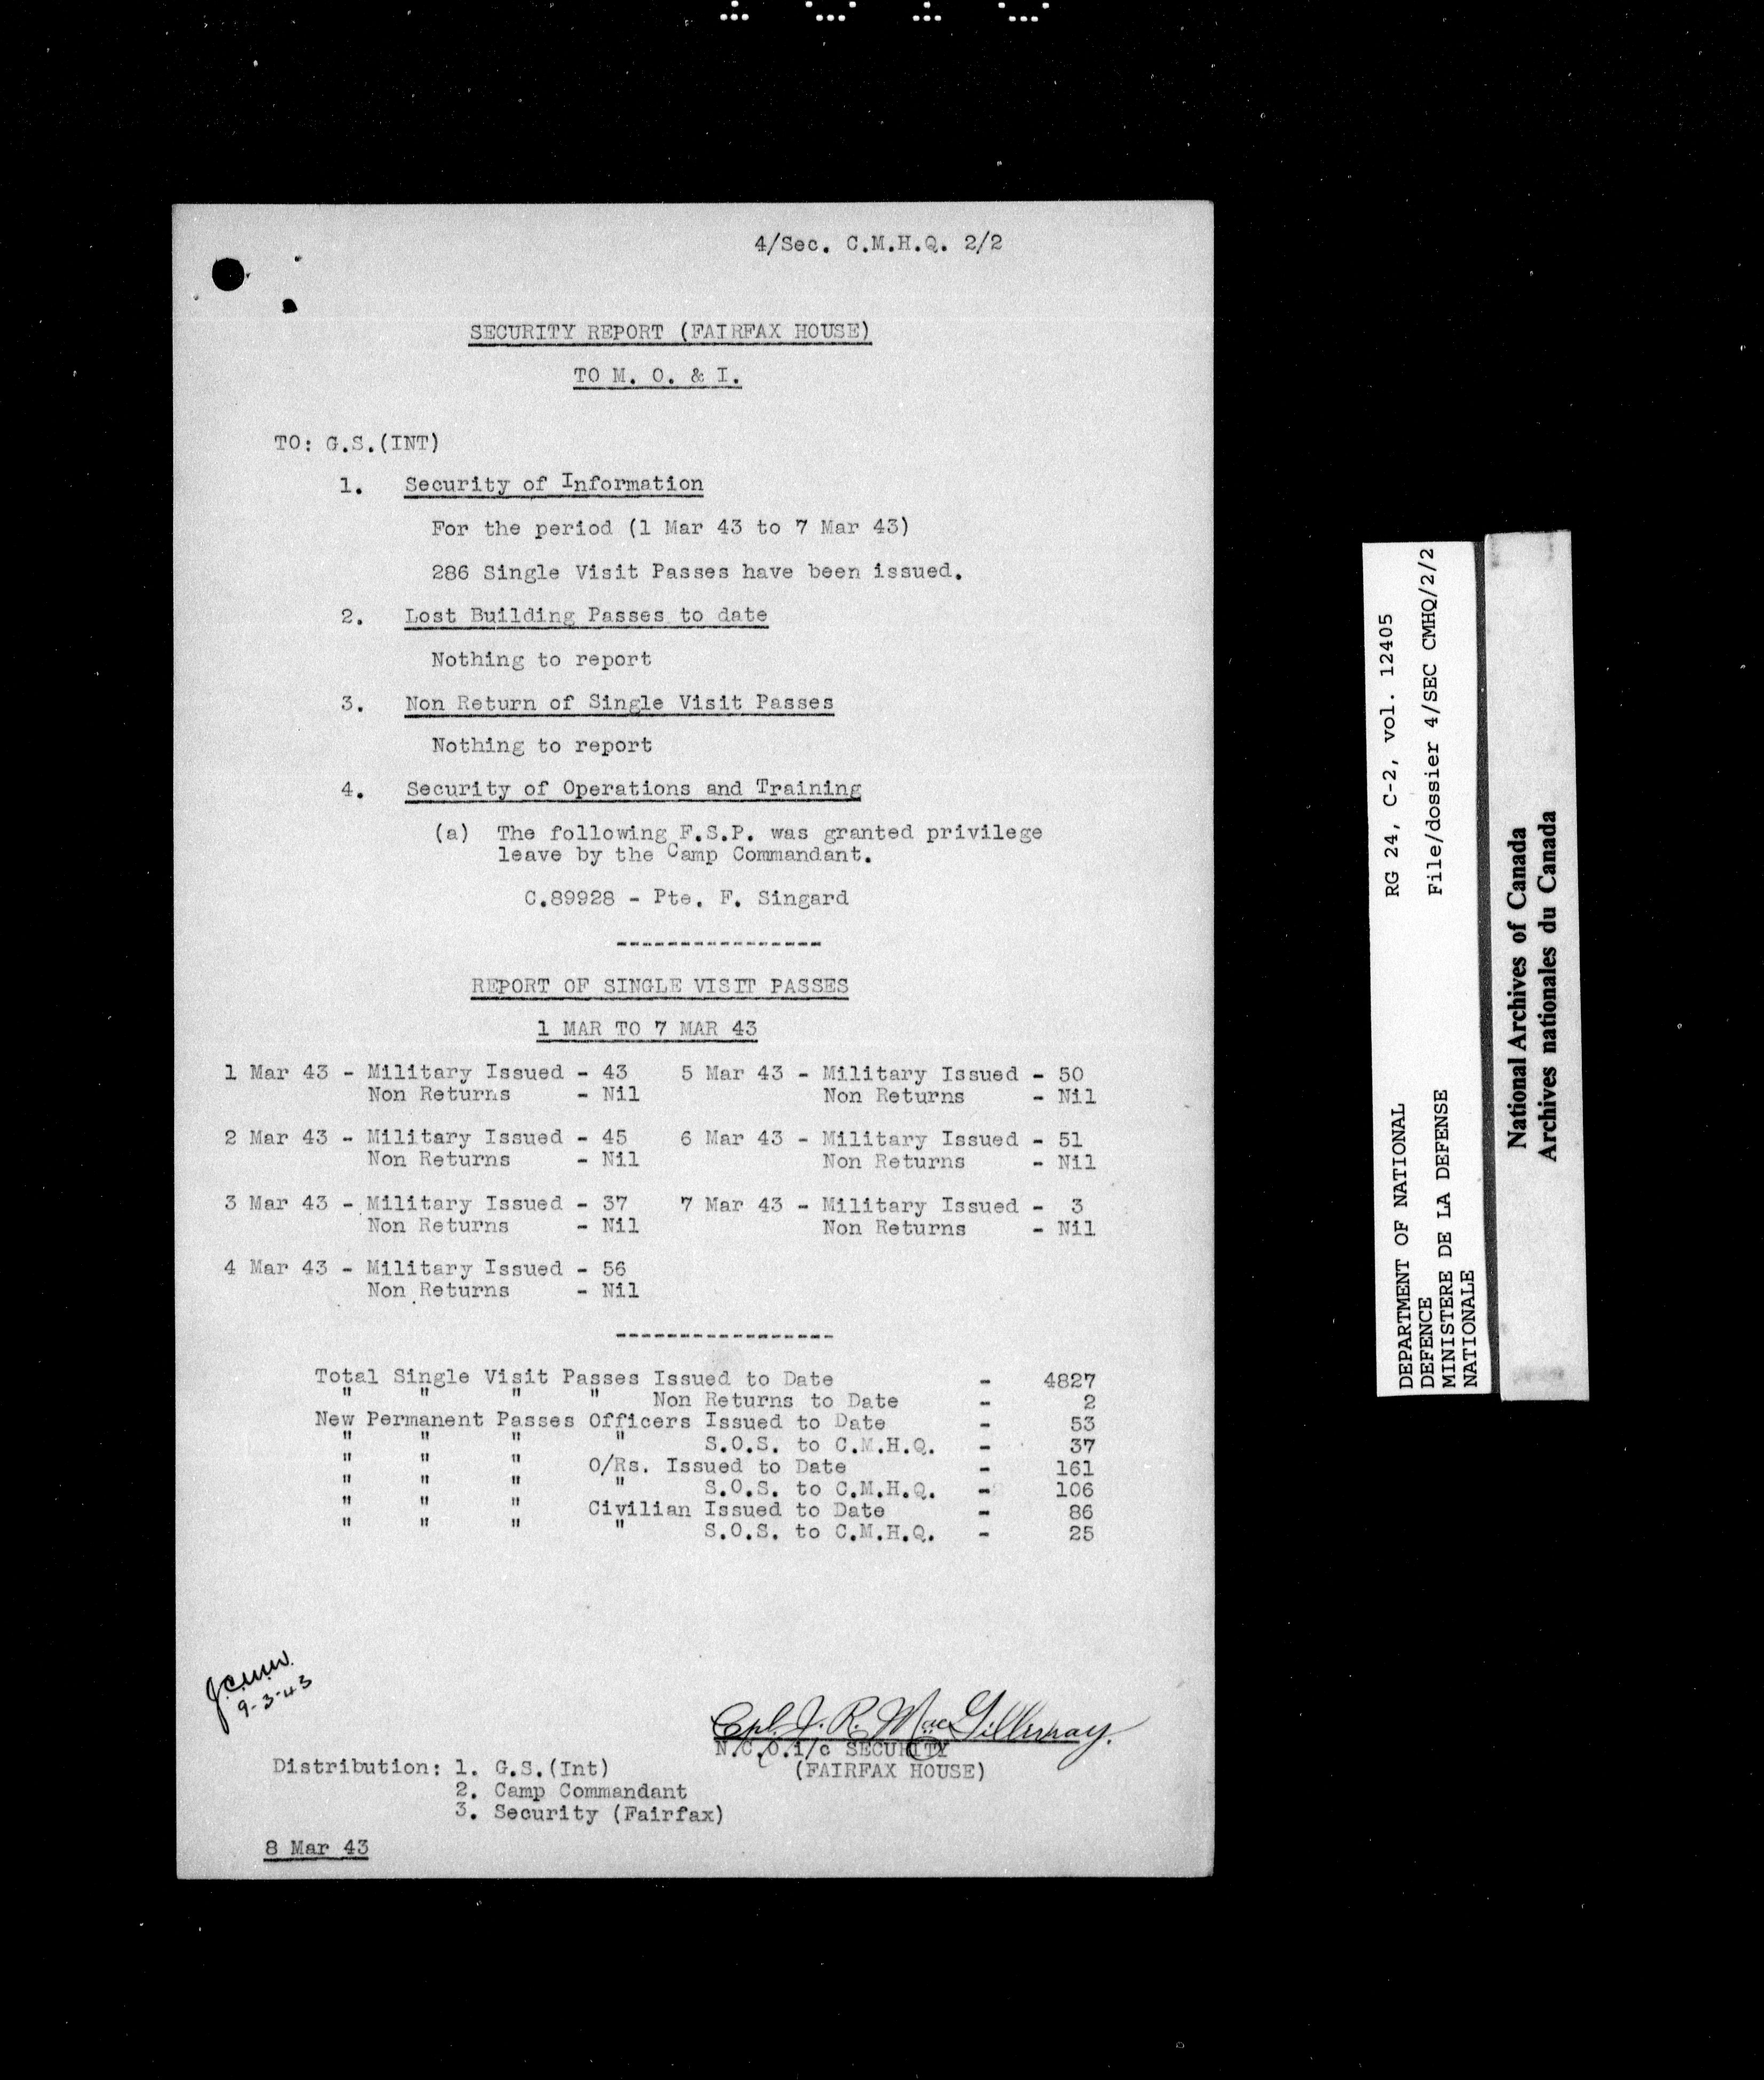 4/Sec. C.M.H.Q. 2/2
SECURITY REPORT (FAIRFAX HOUSE)
TO M. O. & I.
TO: G.S.(INT)
1. Security of Information
For the period (1 Mar 43 to 7 Mar 43)
286 Single Visit Passes have been issued.
2. Lost Building Passes to date
Nothing to report
3. Non Return of Single Visit Passes
Nothing to report
4. Security of Operations and Training
(a) The following F.S.P. was granted privilege
leave by the Camp Commandant.
C.89928 - Pte. F. Singard
----------------
REPORT OF SINGLE VISIT PASSES
1 MAR TO 7 MAR 43
1 Mar 43 - Military Issued - 43 5 Mar 43 - Military Issued - 50
Non Returns - Nil Non Returns - Nil
2 Mar 43 - Military Issued - 45 6 Mar 43 - Military Issued - 51
Non Returns - Nil Non Returns - Nil
3 Mar 43 - Military Issued - 37 7 Mar 43 - Military Issued - 3
Non Returns - Nil Non Returns - Nil
4 Mar 43 - Military Issued - 56
Non Returns - Nil
-----------------
Total Single Visit Passes Issued to Date - 4827
" " " " Non Returns to Date - 2
New Permanent Passes Officers Issued to Date - 53
" " " " S.O.S. to C.M.H.Q. - 37
" " " O/Rs. Issued to Date - 161
" " " " S.O.S. to C.M.H.Q. - 106
" " " Civilian Issued to Date - 86
" " " " S.O.S. to C.M.H.Q. - 25
9-3-43
Cpl. J. R. MacGillivray.
N.C.O.i/c SECURITY
(FAIRFAX HOUSE)
Distribution: 1. G.S.(Int)
2. Camp Commandant
3. Security (Fairfax)
8 Mar 43
DEPARTMENT OF NATIONAL RG 24, C-2, vol. 12405
DEFENCE File/dossier 4/SEC CMHQ/2/2
MINISTERE DE LA DEFENSE
NATIONALE
National Archives of Canada
Archives nationales du Canada